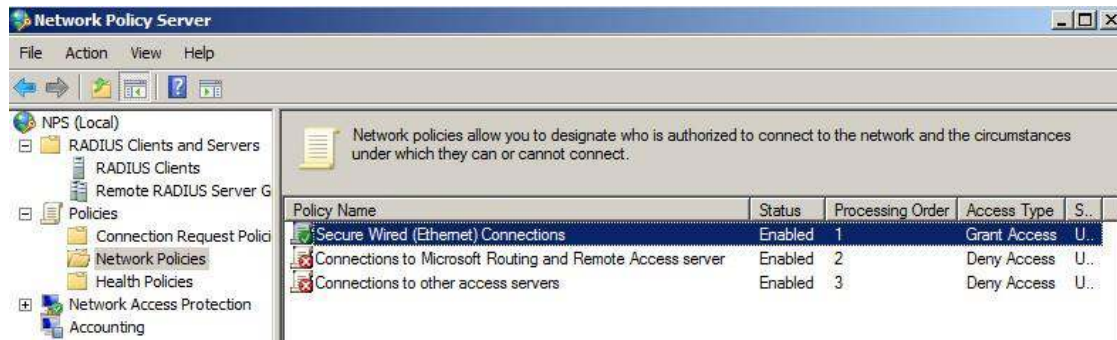 Network Policy Server
File Action View Help
NPS (Local)
RADIUS Clients and Servers
RADIUS Clients
Remote RADIUS Server G
Policies
Connection Request Polici
Network Policies
Health Policies
Network Access Protection
Accounting
Network policies allow you to designate who is authorized to connect to the network and the circumstances
under which they can or cannot connect.
Policy Name Status Processing Order Access Type S..
Secure Wired (Ethernet) Connections Enabled 1 Grant Access U..
Connections to Microsoft Routing and Remote Access server Enabled 2 Deny Access U..
Connections to other access servers Enabled 3 Deny Access U..